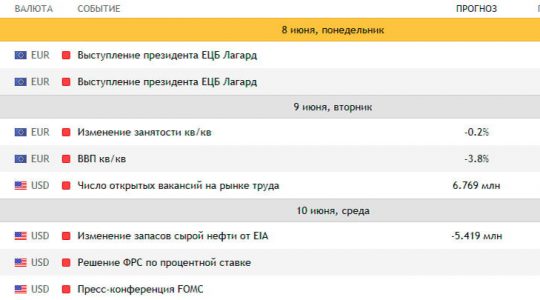 ВАЛЮТА СОБЫТИЕ ПРОГНОЗ
8 июня, понедельник
EUR Выступление президента ЕЦБ Лагард
EUR Выступление президента ЕЦБ Лагард
9 июня, вторник
EUR Изменение занятости кв/кв -0.2%
EUR ВВП кв/кв -3.8%
USD Число открытых вакансий на рынке труда 6.769 млн
10 июня, среда
USD Изменение запасов сырой нефти от EIA -5.419 млн
USD Решение ФРС по процентной ставке
USD Пресс-конференция FOMC